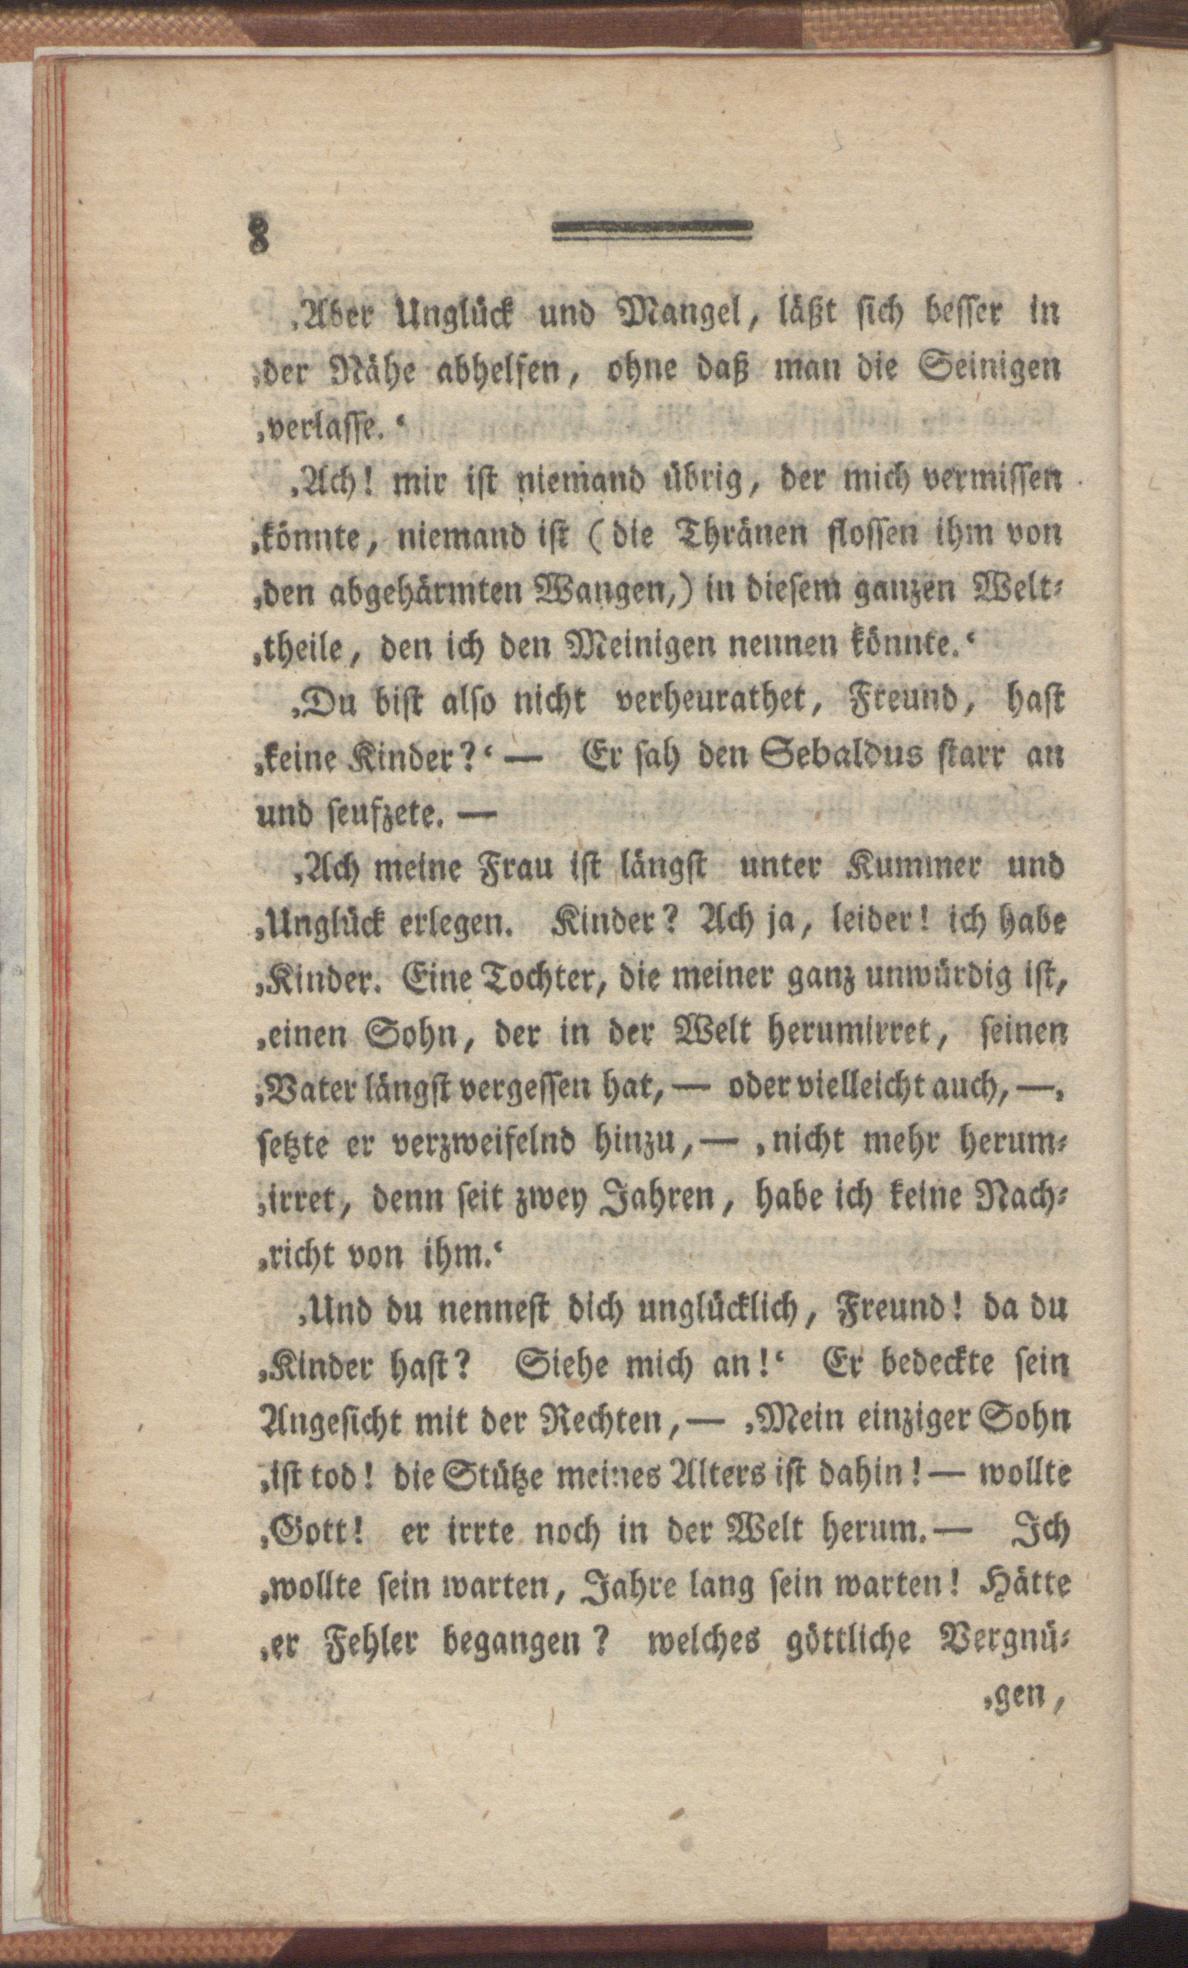 8
‚Aber Unglück und Mangel, läßt ſich beſſer in
‚der Nähe abhelfen, ohne daß man die Seinigen
‚verlaſſe.‘
‚Ach! mir iſt niemand übrig, der mich vermiſſen
‚könnte, niemand iſt (die Thränen floſſen ihm von
‚den abgehärmten Wangen,) in dieſem ganzen Welt⸗
‚theile, den ich den Meinigen nennen könnte.‘
‚Du biſt alſo nicht verheurathet, Freund, haſt
‚keine Kinder?‘ — Er ſah den Sebaldus ſtarr an
und ſeufzete. —
‚Ach meine Frau iſt längſt unter Kummer und
‚Unglück erlegen. Kinder? Ach ja, leider! ich habe
‚Kinder. Eine Tochter, die meiner ganz unwürdig iſt,
‚einen Sohn, der in der Welt herumirret, ſeinen
‚Vater längſt vergeſſen hat, — oder vielleicht auch, —‚
ſetzte er verzweifelnd hinzu, — ‚nicht mehr herum⸗
‚irret, denn ſeit zwey Jahren, habe ich keine Nach⸗
‚richt von ihm.‘
‚Und du nenneſt dich unglücklich, Freund! da du
‚Kinder haſt? Siehe mich an!‘ Er bedeckte ſein
Angeſicht mit der Rechten, — ‚Mein einziger Sohn
‚iſt tod! die Stütze meines Alters iſt dahin! — wollte
‚Gott! er irrte noch in der Welt herum. — Ich
‚wollte ſein warten, Jahre lang ſein warten! Hätte
‚er Fehler begangen? welches göttliche Vergnü⸗
‚gen,